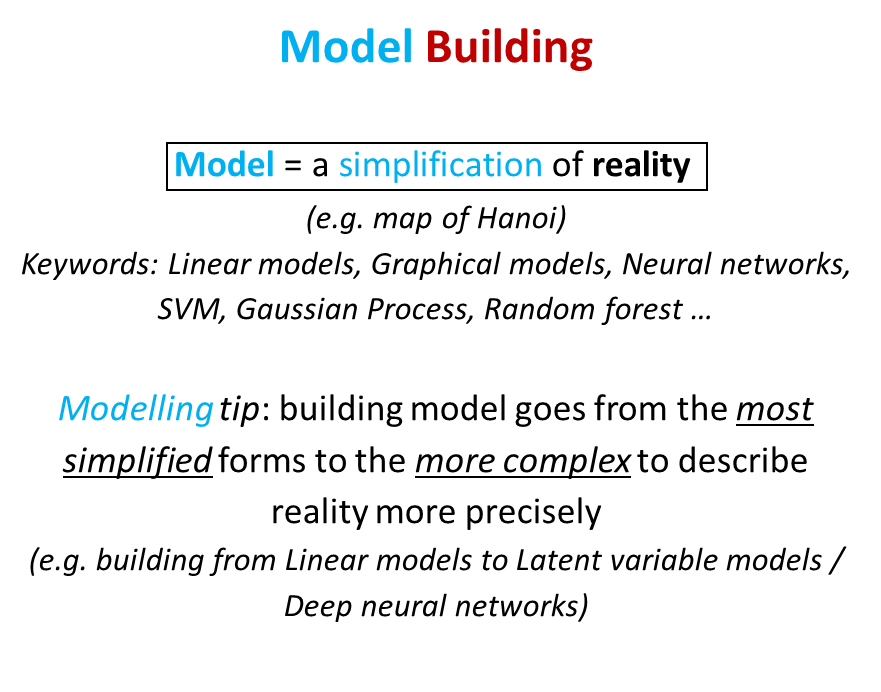 Model Building
Model = a simplification of reality
(e.g. map of Hanoi)
Keywords: Linear models, Graphical models, Neural networks,
SVM, Gaussian Process, Random forest …
Modelling tip: building model goes from the most
simplified forms to the more complex to describe
reality more precisely
(e.g. building from Linear models to Latent variable models /
Deep neural networks)